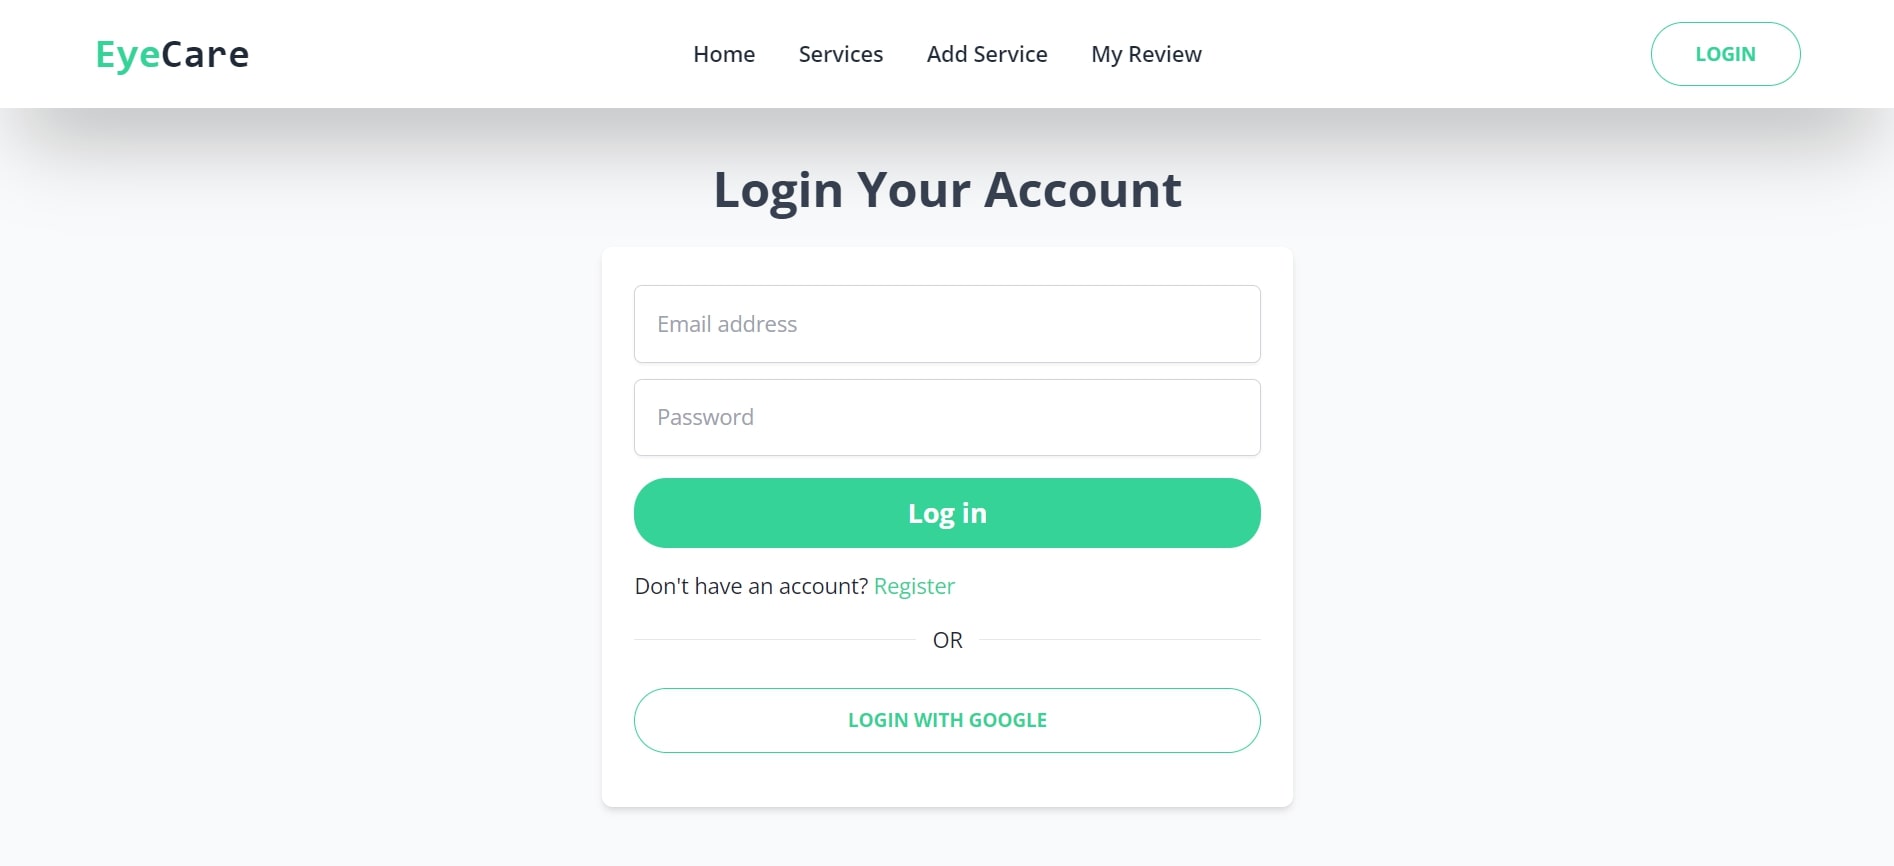 EyeCare
Home Services Add Service My Review
LOGIN
Login Your Account
Email address
Password
Log in
Don't have an account? Register
OR
LOGIN WITH GOOGLE